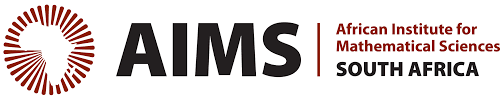 AIMS
African Institute for
Mathematical Sciences
SOUTH AFRICA